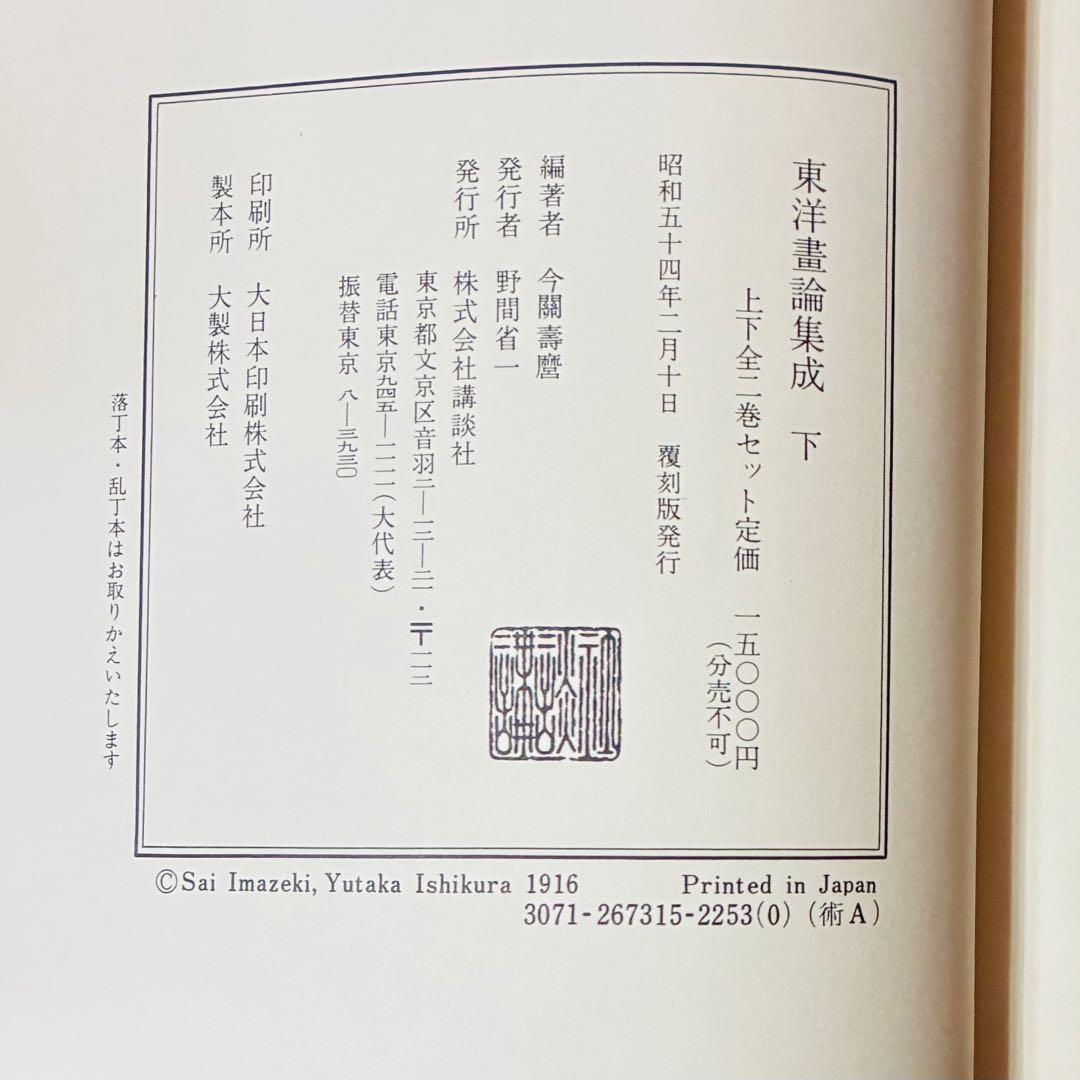 東洋畫論集成 下
上下全二巻セット定価 一五〇〇〇円
(分売不可)
昭和五十四年二月十日 覆刻版発行
編著者 今關壽麿
発行者 野間省一
発行所 株式会社講談社
東京都文京区音羽二―一二―二一・〒一一二
電話東京九四五―一一一一(大代表)
振替東京 八―三九三〇
印刷所 大日本印刷株式会社
製本所 大製株式会社
落丁本・乱丁本はお取りかえいたします
©Sai Imazeki, Yutaka Ishikura 1916 Printed in Japan
3071-267315-2253(0) (術A)